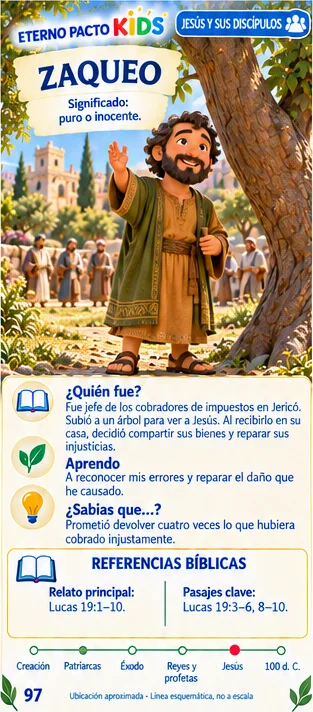 ETERNO PACTO KIDS
JESÚS Y SUS DISCÍPULOS
ZAQUEO
Significado:
puro o inocente.
¿Quién fue?
Fue jefe de los cobradores de impuestos en Jericó.
Subió a un árbol para ver a Jesús. Al recibirlo en su
casa, decidió compartir sus bienes y reparar sus
injusticias.
Aprendo
A reconocer mis errores y reparar el daño que
he causado.
¿Sabías que...?
Prometió devolver cuatro veces lo que hubiera
cobrado injustamente.
REFERENCIAS BÍBLICAS
Relato principal:
Lucas 19:1–10.
Pasajes clave:
Lucas 19:3–6, 8–10.
Creación
Patriarcas
Éxodo
Reyes y
profetas
Jesús
100 d. C.
97
Ubicación aproximada • Línea esquemática, no a escala